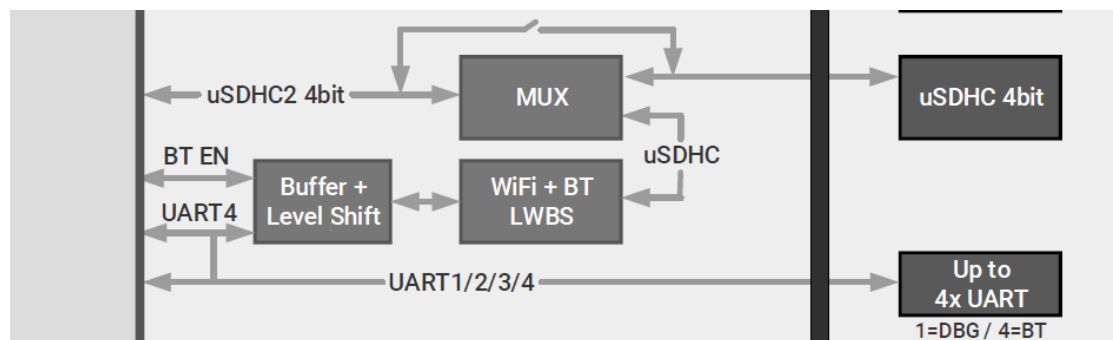 uSDHC2 4bit
MUX
uSDHC 4bit
BT EN
uSDHC
Buffer +
Level Shift
WiFi + BT
LWBS
UART4
UART1/2/3/4
Up to
4x UART
1=DBG / 4=BT